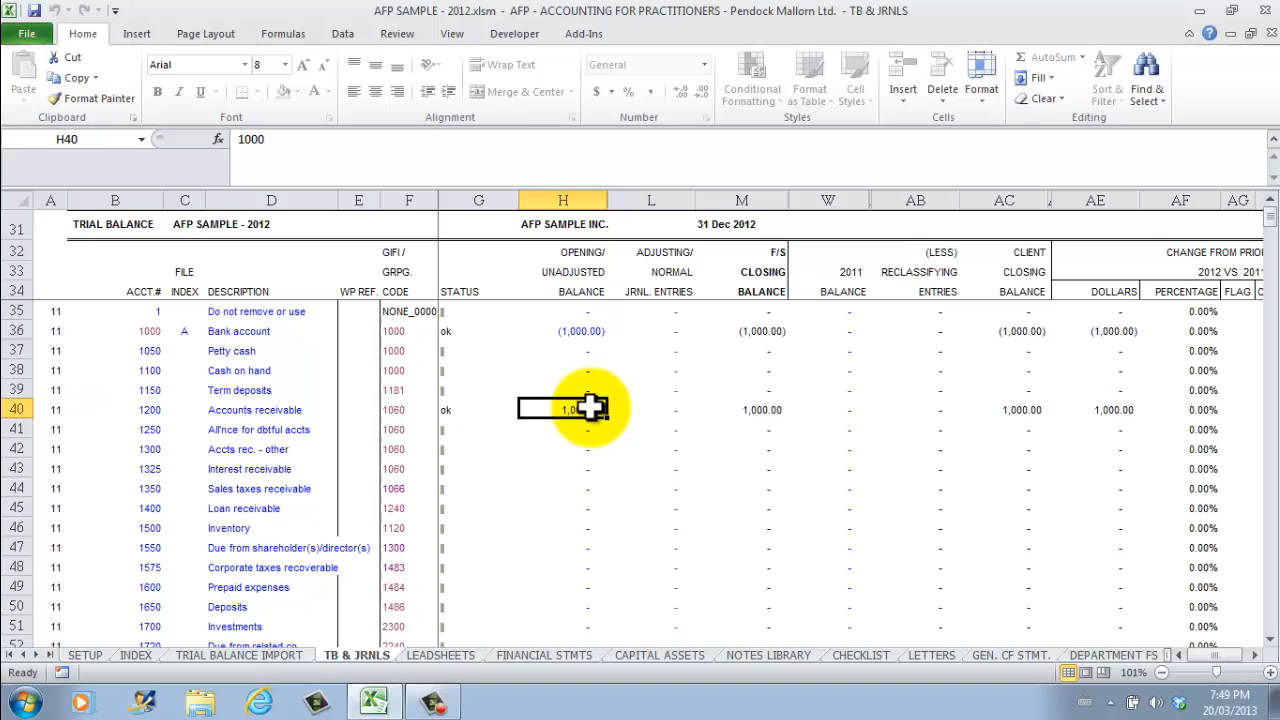 AFP SAMPLE - 2012.xlsm - AFP - ACCOUNTING FOR PRACTITIONERS - Pendock Mallorn Ltd. - TB & JRNLS
File Home Insert Page Layout Formulas Data Review View Developer Add-Ins
Cut
Copy
Format Painter
Paste
Clipboard
Arial 8
B I U
Font
Wrap Text
Merge & Center
Alignment
General
$ % ,
Number
Conditional Formatting
Format as Table
Cell Styles
Styles
Insert Delete Format
Cells
AutoSum
Fill
Clear
Sort & Filter
Find & Select
Editing
H40 fx 1000
A B C D E F G H L M W AB AC AE AF AG
31 TRIAL BALANCE AFP SAMPLE - 2012 AFP SAMPLE INC. 31 Dec 2012
32 GIFI / OPENING/ ADJUSTING/ F/S (LESS) CLIENT CHANGE FROM PRIO
33 FILE GRPG. UNADJUSTED NORMAL CLOSING 2011 RECLASSIFYING CLOSING 2012 VS 2011
34 ACCT.# INDEX DESCRIPTION WP REF. CODE STATUS BALANCE JRNL. ENTRIES BALANCE BALANCE ENTRIES BALANCE DOLLARS PERCENTAGE FLAG
35 11 1 Do not remove or use NONE_0000 - - - - - - - 0.00%
36 11 1000 A Bank account 1000 ok (1,000.00) - (1,000.00) - - (1,000.00) (1,000.00) 0.00%
37 11 1050 Petty cash 1000 - - - - - - - 0.00%
38 11 1100 Cash on hand 1000 - - - - - - - 0.00%
39 11 1150 Term deposits 1181 - - - - - - - 0.00%
40 11 1200 Accounts receivable 1060 ok - 1,000.00 - - 1,000.00 1,000.00 0.00%
41 11 1250 All'nce for dbtful accts 1060 - - - - - - - 0.00%
42 11 1300 Accts rec. - other 1060 - - - - - - - 0.00%
43 11 1325 Interest receivable 1060 - - - - - - - 0.00%
44 11 1350 Sales taxes receivable 1066 - - - - - - - 0.00%
45 11 1400 Loan receivable 1240 - - - - - - - 0.00%
46 11 1500 Inventory 1120 - - - - - - - 0.00%
47 11 1550 Due from shareholder(s)/director(s) 1300 - - - - - - - 0.00%
48 11 1575 Corporate taxes recoverable 1483 - - - - - - - 0.00%
49 11 1600 Prepaid expenses 1484 - - - - - - - 0.00%
50 11 1650 Deposits 1486 - - - - - - - 0.00%
51 11 1700 Investments 2300 - - - - - - - 0.00%
52 11 1720 Due from related co. 2240
SETUP INDEX TRIAL BALANCE IMPORT TB & JRNLS LEADSHEETS FINANCIAL STMTS CAPITAL ASSETS NOTES LIBRARY CHECKLIST LETTERS GEN. CF STMT. DEPARTMENT FS
Ready 101%
7:49 PM
20/03/2013